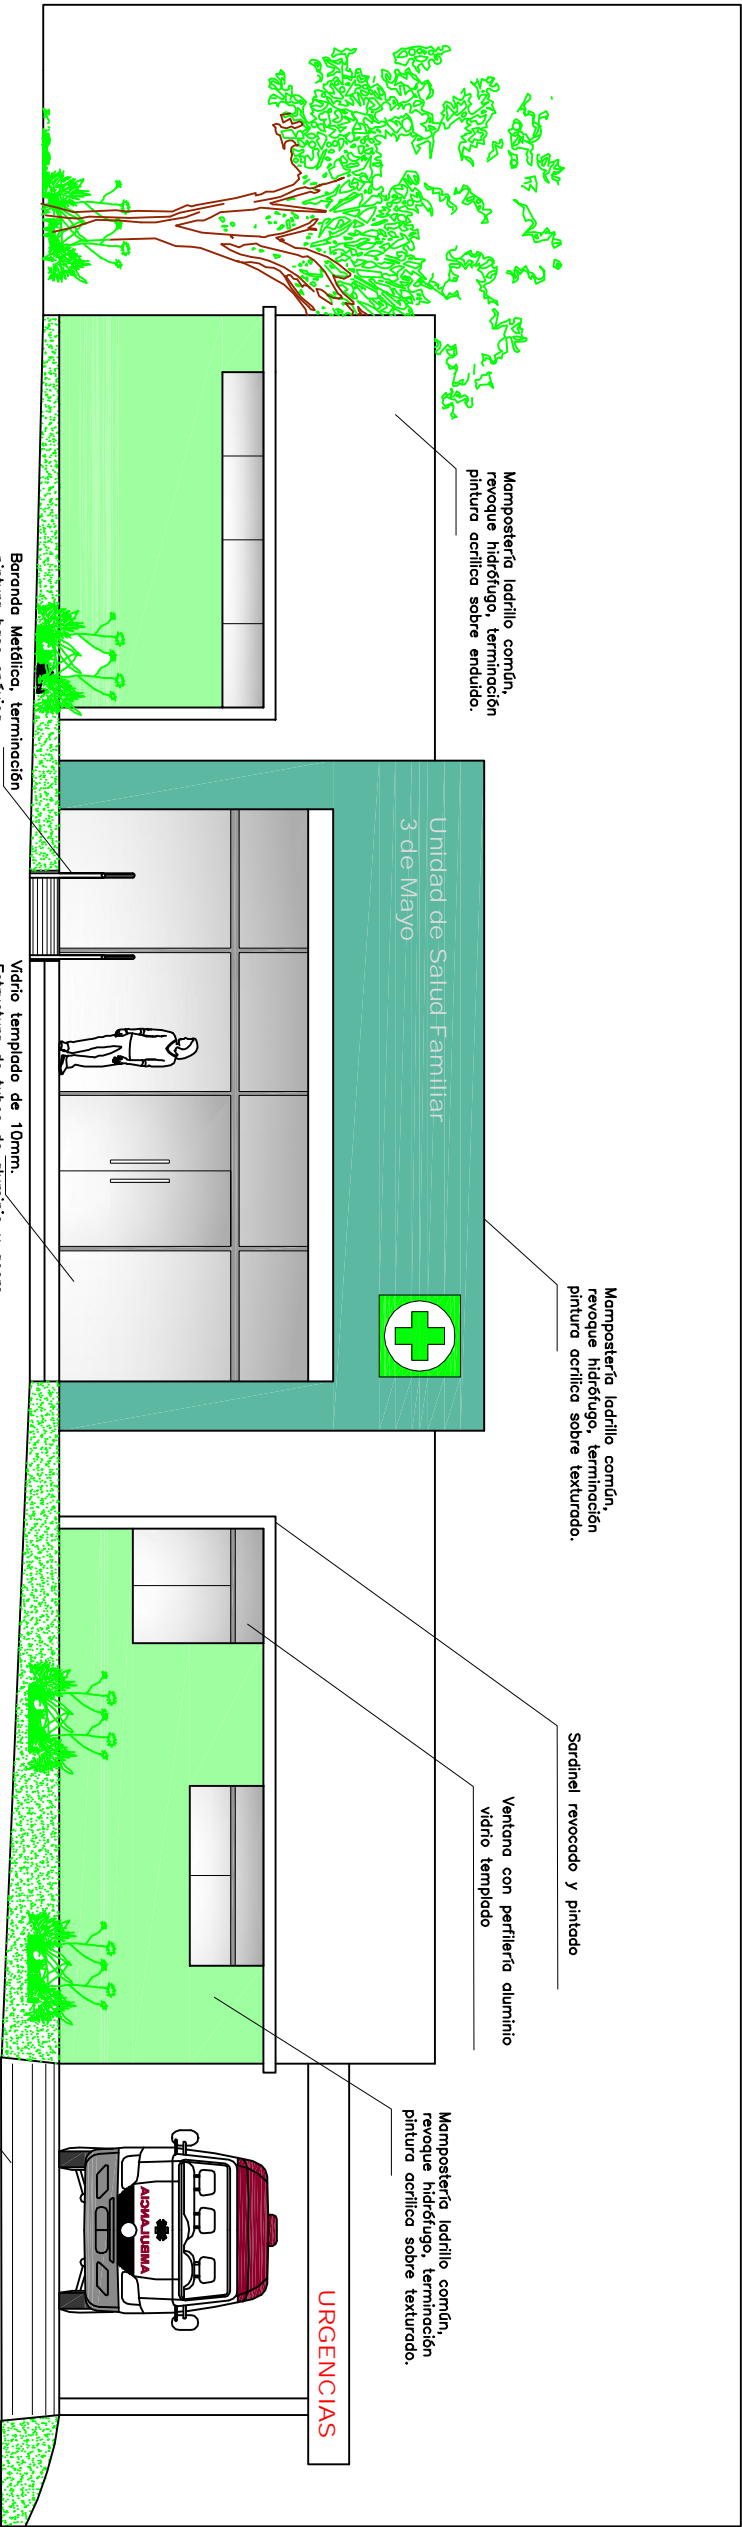 Mampostería ladrillo común,
revoque hidrófugo, terminación
pintura acrílica sobre enduido.
Mampostería ladrillo común,
revoque hidrófugo, terminación
pintura acrílica sobre texturado.
Sardinel revocado y pintado
Ventana con perfilería aluminio
vidrio templado
Mampostería ladrillo común,
revoque hidrófugo, terminación
pintura acrílica sobre texturado.
Unidad de Salud Familiar
3 de Mayo
URGENCIAS
AMBULANCIA
Baranda Metálica, terminación
Vidrio templado de 10mm.